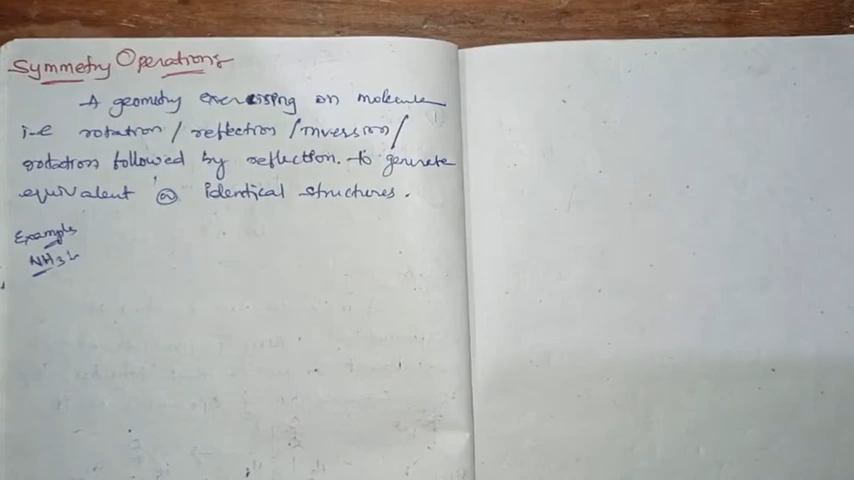 Symmetry Operations
A geometry exercising on molecule
i-e rotation / reflection / inversion /
rotation followed by reflection. to generate
equivalent or identical structures.
Example
NH3